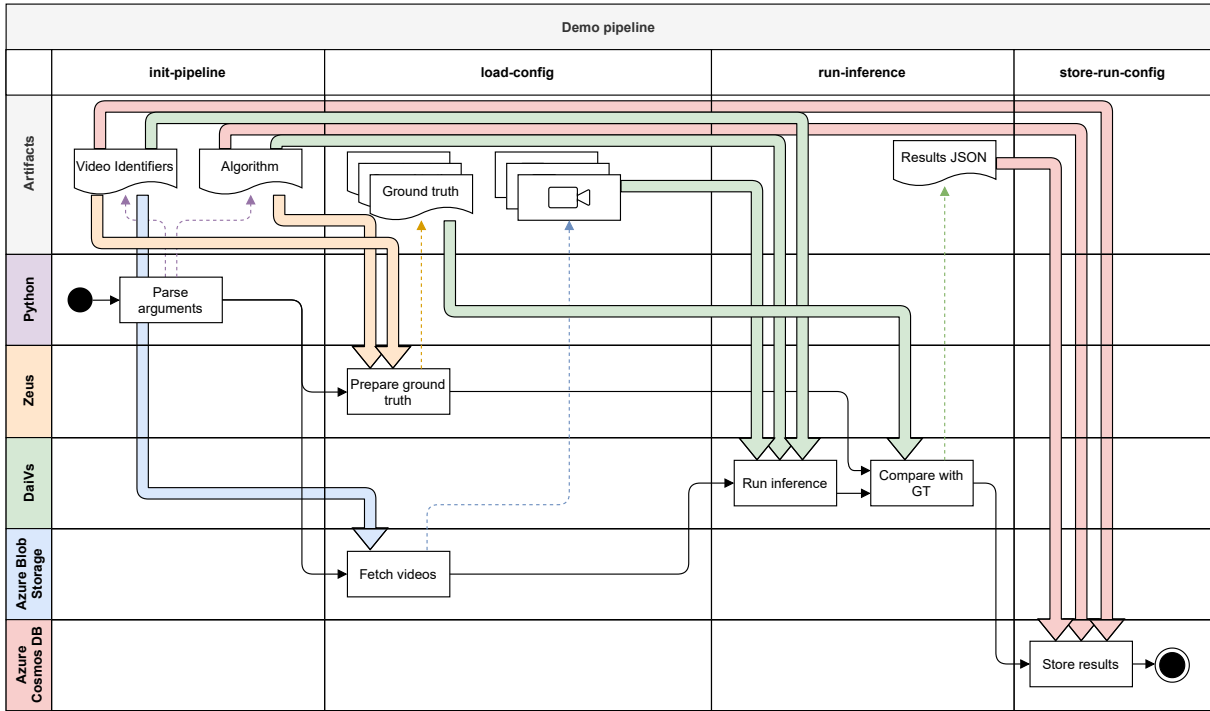 Demo pipeline
init-pipeline
load-config
run-inference
store-run-config
Artifacts
Video Identifiers
Algorithm
Ground truth
Results JSON
Python
Parse
arguments
Zeus
Prepare ground
truth
DaiVs
Run inference
Compare with
GT
Azure Blob
Storage
Fetch videos
Azure
Cosmos DB
Store results